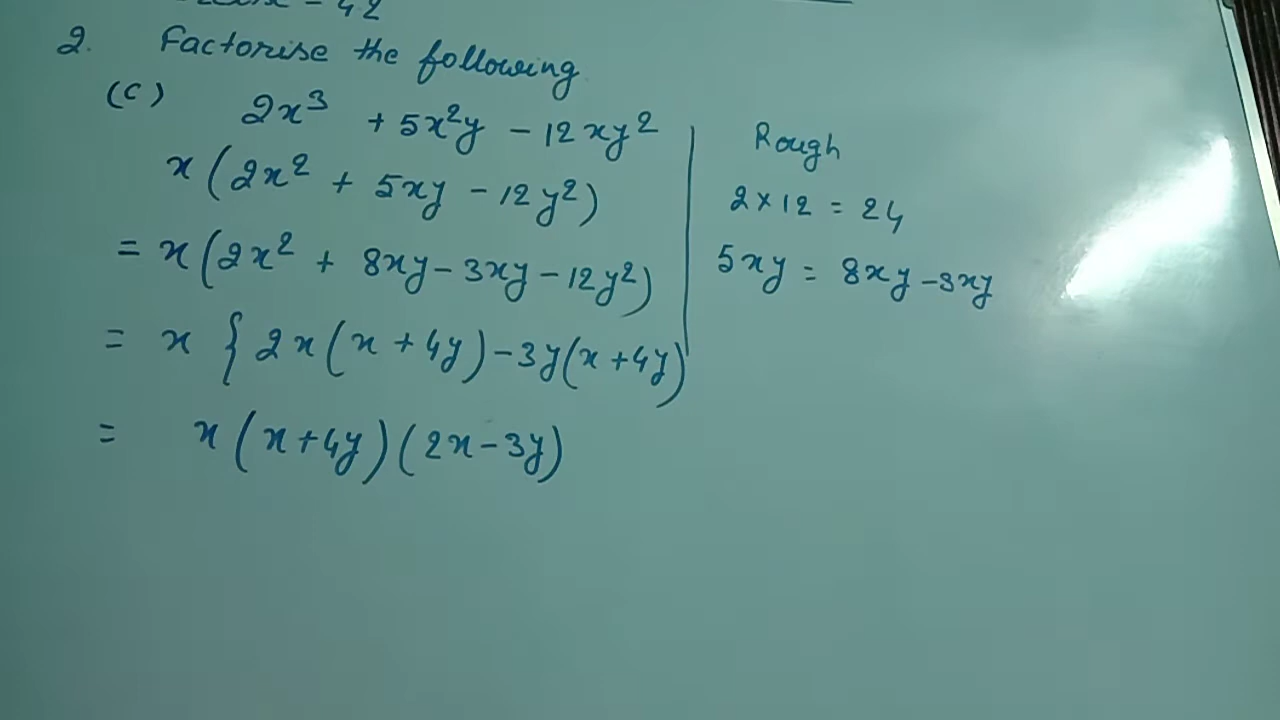 - 42
2. Factorise the following
(c) 2x³ + 5x²y - 12xy²
x(2x² + 5xy - 12y²)
= x(2x² + 8xy - 3xy - 12y²)
= x { 2x(x + 4y) - 3y(x + 4y)
= x(x+4y)(2x-3y)
Rough
2 × 12 = 24
5xy = 8xy - 3xy